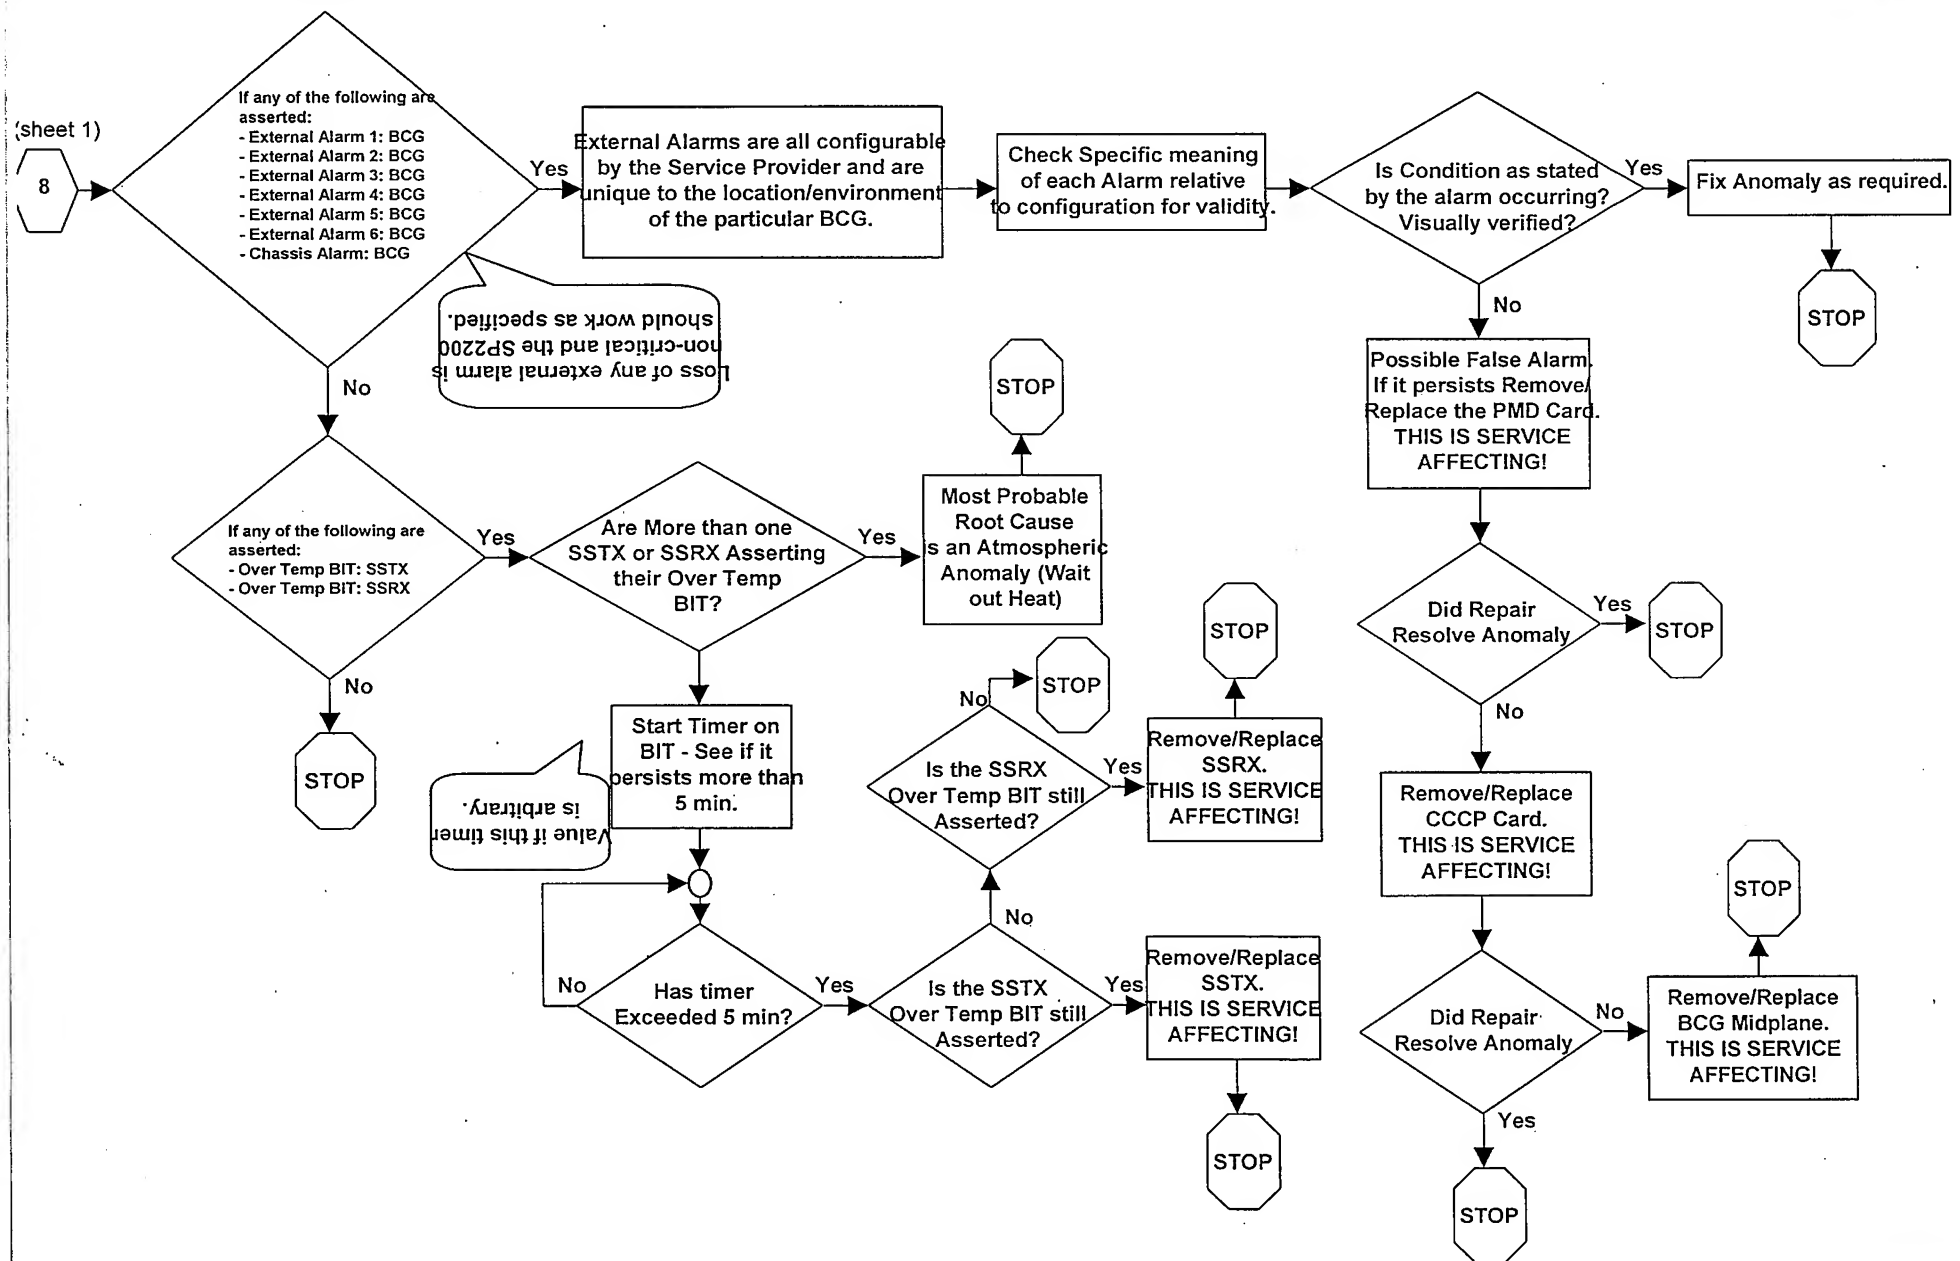 (sheet 1)
8
If any of the following are
asserted:
- External Alarm 1: BCG
- External Alarm 2: BCG
- External Alarm 3: BCG
- External Alarm 4: BCG
- External Alarm 5: BCG
- External Alarm 6: BCG
- Chassis Alarm: BCG
Yes
External Alarms are all configurable
by the Service Provider and are
unique to the location/environment
of the particular BCG.
Check Specific meaning
of each Alarm relative
to configuration for validity.
Is Condition as stated
by the alarm occurring?
Visually verified?
Yes
Fix Anomaly as required.
STOP
No
Loss of any external alarm is
non-critical and the SP2200
should work as specified.
No
Possible False Alarm.
If it persists Remove/
Replace the PMD Card.
THIS IS SERVICE
AFFECTING!
If any of the following are
asserted:
- Over Temp BIT: SSTX
- Over Temp BIT: SSRX
Yes
Are More than one
SSTX or SSRX Asserting
their Over Temp
BIT?
Yes
Most Probable
Root Cause
is an Atmospheric
Anomaly (Wait
out Heat)
STOP
No
STOP
Did Repair
Resolve Anomaly
Yes
STOP
No
Start Timer on
BIT - See if it
persists more than
5 min.
Value if this timer
is arbitrary.
Has timer
Exceeded 5 min?
No
Yes
Is the SSTX
Over Temp BIT still
Asserted?
Yes
Remove/Replace
SSTX.
THIS IS SERVICE
AFFECTING!
STOP
No
Is the SSRX
Over Temp BIT still
Asserted?
No
STOP
Yes
Remove/Replace
SSRX.
THIS IS SERVICE
AFFECTING!
STOP
Remove/Replace
CCCP Card.
THIS IS SERVICE
AFFECTING!
Did Repair
Resolve Anomaly
No
Remove/Replace
BCG Midplane.
THIS IS SERVICE
AFFECTING!
STOP
Yes
STOP